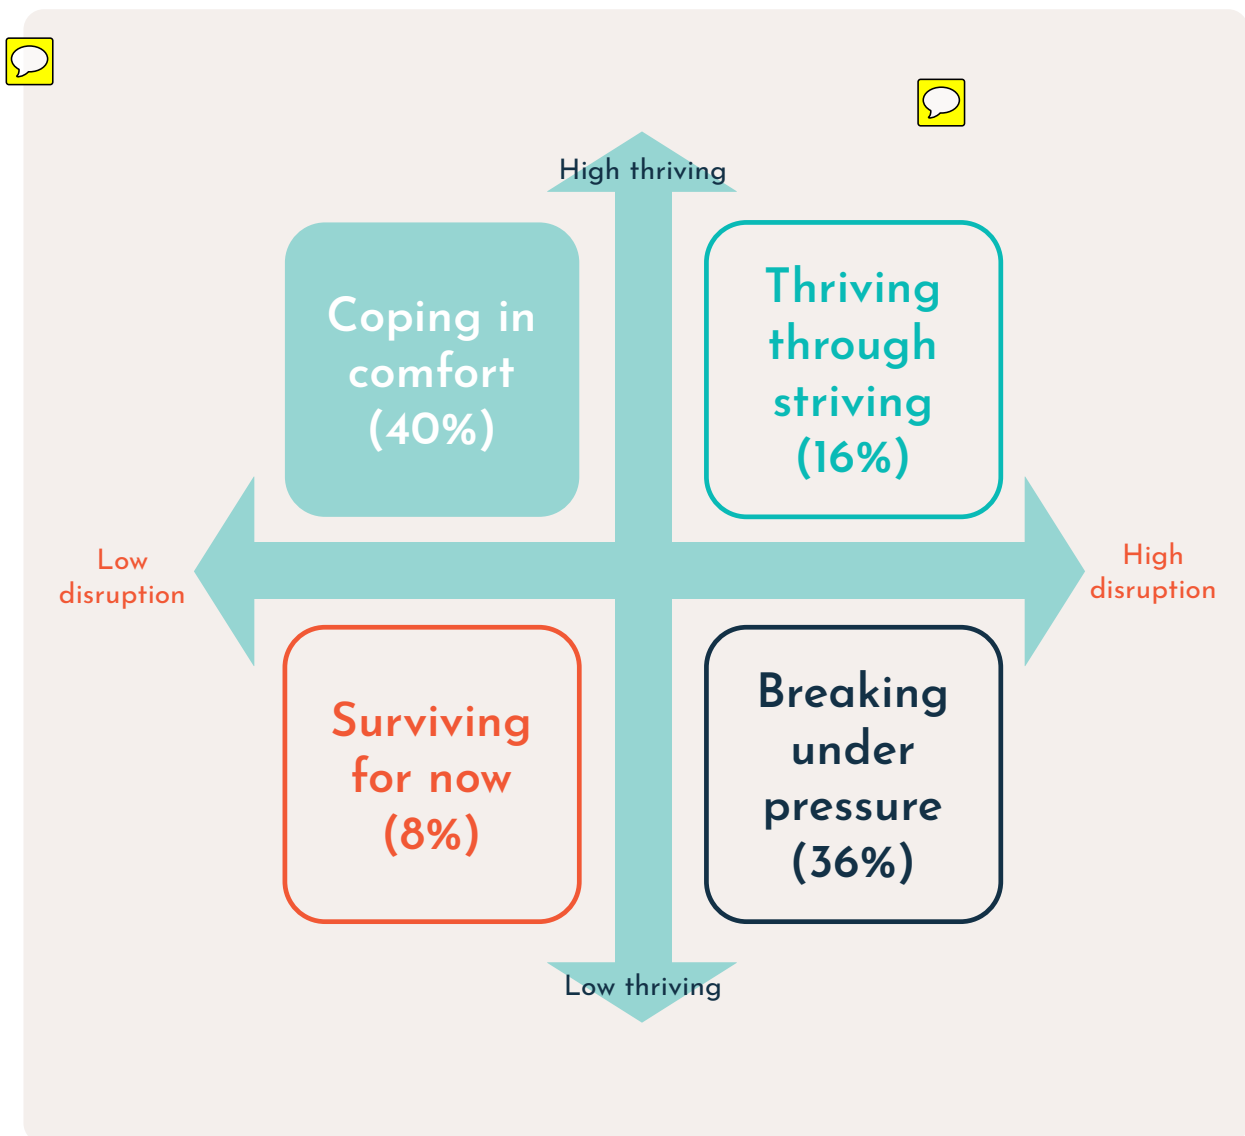 High thriving
Coping in
comfort
(40%)
Thriving
through
striving
(16%)
Low
disruption
High
disruption
Surviving
for now
(8%)
Breaking
under
pressure
(36%)
Low thriving